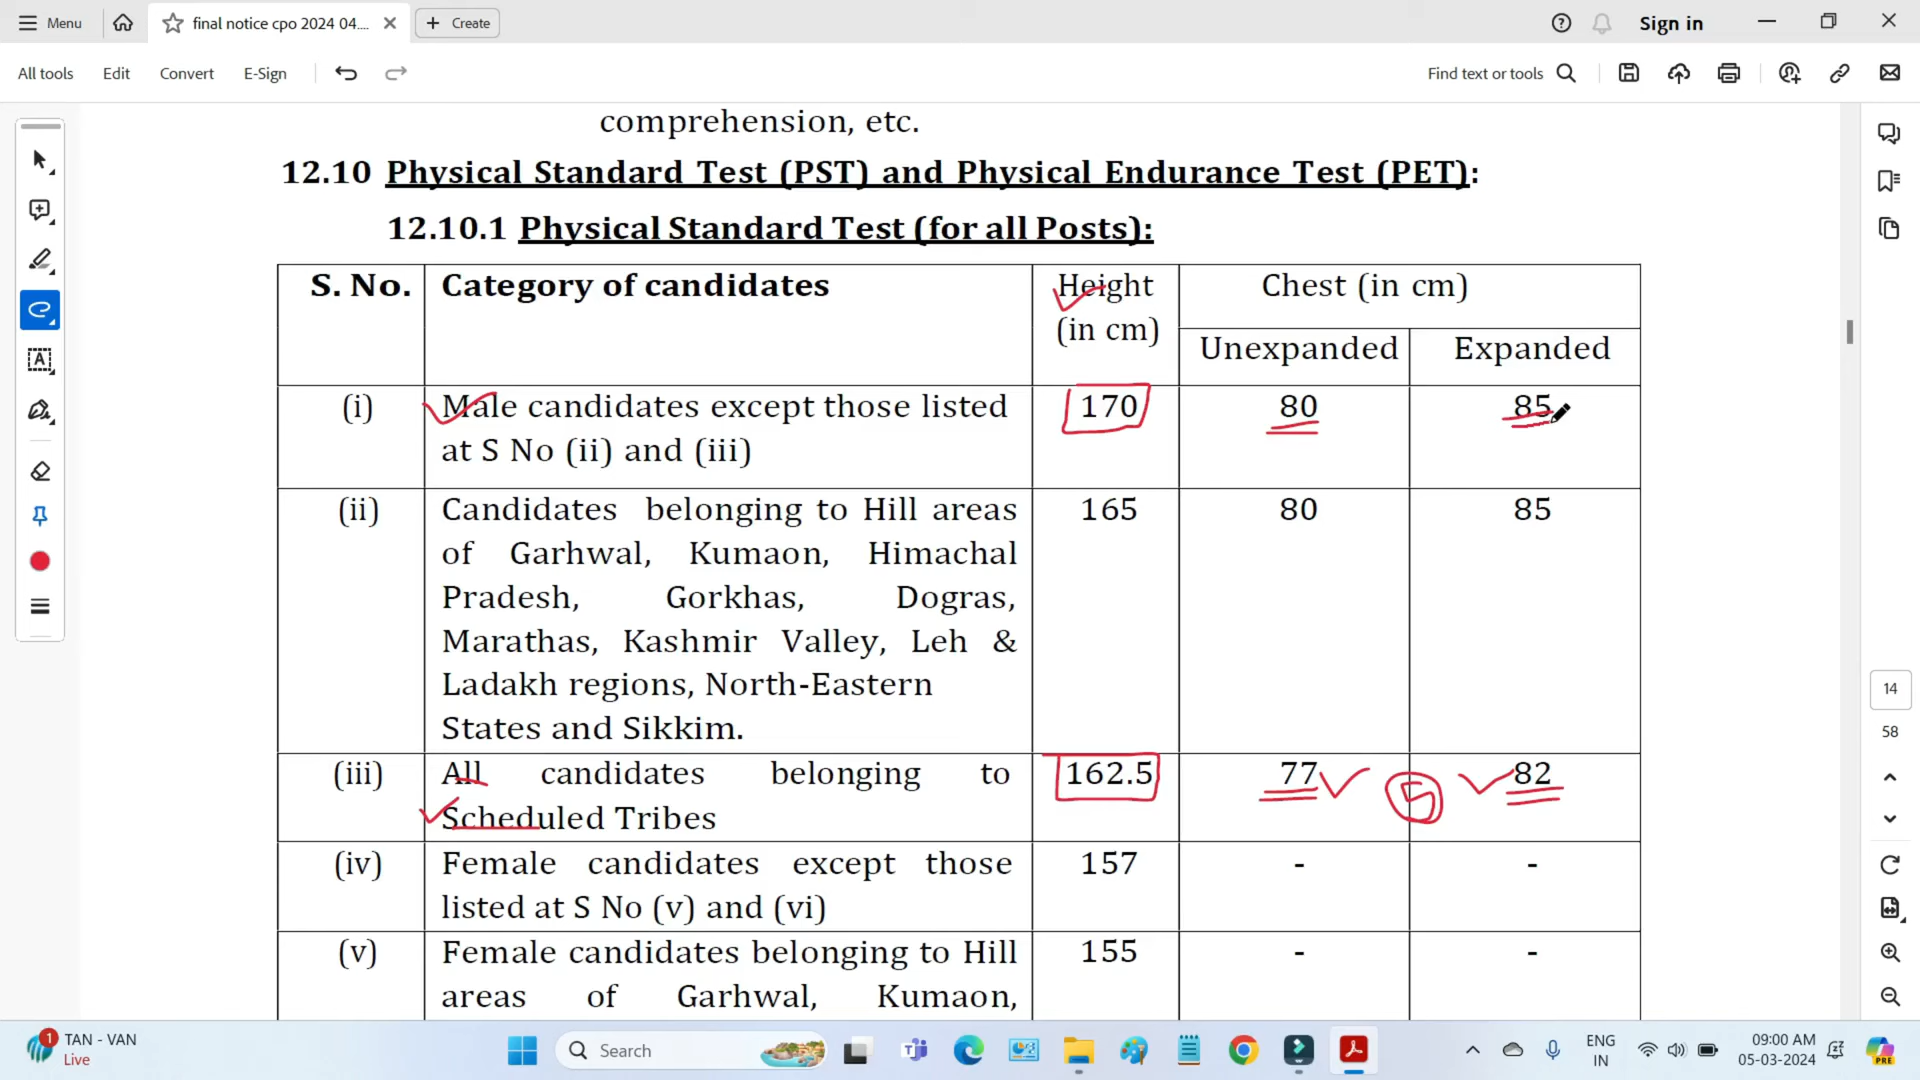 Menu
final notice cpo 2024 04....
Create
Sign in
All tools
Edit
Convert
E-Sign
Find text or tools
comprehension, etc.
12.10 Physical Standard Test (PST) and Physical Endurance Test (PET):
12.10.1 Physical Standard Test (for all Posts):
S. No.
Category of candidates
Height
(in cm)
Chest (in cm)
Unexpanded
Expanded
(i)
Male candidates except those listed
at S No (ii) and (iii)
170
80
85
(ii)
Candidates belonging to Hill areas
of Garhwal, Kumaon, Himachal
Pradesh, Gorkhas, Dogras,
Marathas, Kashmir Valley, Leh &
Ladakh regions, North-Eastern
States and Sikkim.
165
80
85
(iii)
All candidates belonging to
Scheduled Tribes
162.5
77
5
82
(iv)
Female candidates except those
listed at S No (v) and (vi)
157
-
-
(v)
Female candidates belonging to Hill
areas of Garhwal, Kumaon,
155
-
-
14
58
1
TAN - VAN
Live
Search
ENG
IN
09:00 AM
05-03-2024
PRE